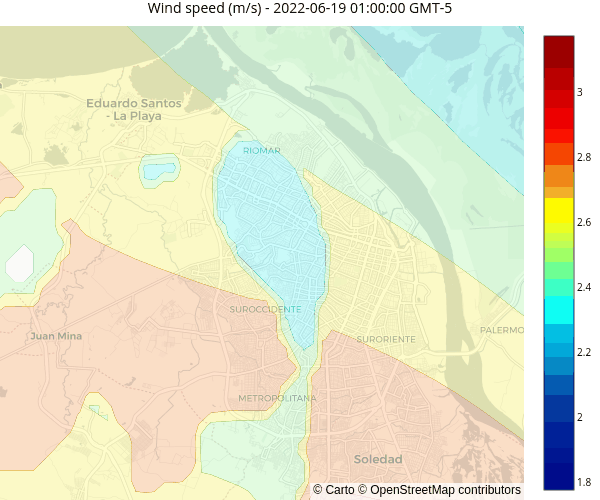 Wind speed (m/s) - 2022-06-19 01:00:00 GMT-5
Eduardo Santos
- La Playa
RIOMAR
SUROCCIDENTE
Juan Mina
SURORIENTE
PALERMO
METROPOLITANA
Soledad
© Carto © OpenStreetMap contributors
3
2.8
2.6
2.4
2.2
2
1.8